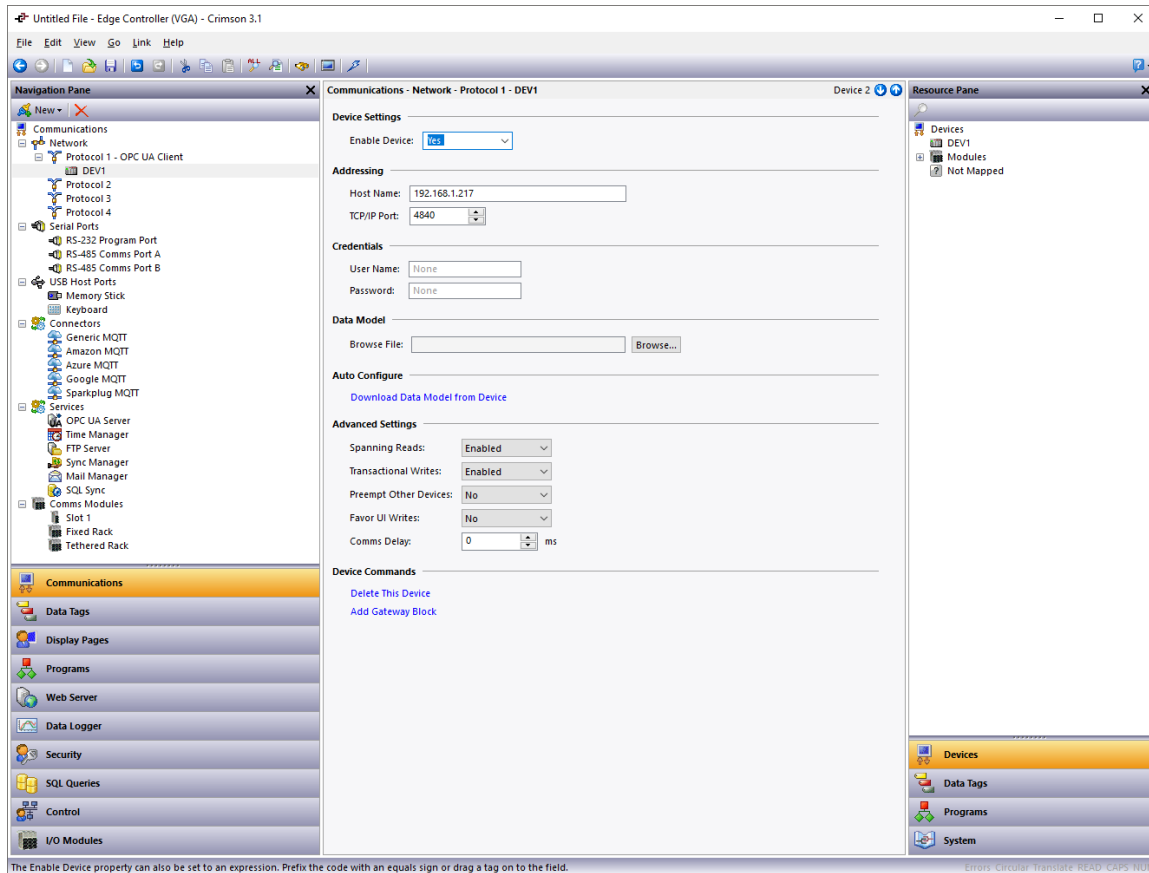 Untitled File - Edge Controller (VGA) - Crimson 3.1
File Edit View Go Link Help
Navigation Pane
New
Communications
Network
Protocol 1 - OPC UA Client
DEV1
Protocol 2
Protocol 3
Protocol 4
Serial Ports
RS-232 Program Port
RS-485 Comms Port A
RS-485 Comms Port B
USB Host Ports
Memory Stick
Keyboard
Connectors
Generic MQTT
Amazon MQTT
Azure MQTT
Google MQTT
Sparkplug MQTT
Services
OPC UA Server
Time Manager
FTP Server
Sync Manager
Mail Manager
SQL Sync
Comms Modules
Slot 1
Fixed Rack
Tethered Rack
Communications
Data Tags
Display Pages
Programs
Web Server
Data Logger
Security
SQL Queries
Control
I/O Modules
Communications - Network - Protocol 1 - DEV1 Device 2
Device Settings
Enable Device: Yes
Addressing
Host Name: 192.168.1.217
TCP/IP Port: 4840
Credentials
User Name: None
Password: None
Data Model
Browse File: Browse...
Auto Configure
Download Data Model from Device
Advanced Settings
Spanning Reads: Enabled
Transactional Writes: Enabled
Preempt Other Devices: No
Favor UI Writes: No
Comms Delay: 0 ms
Device Commands
Delete This Device
Add Gateway Block
Resource Pane
Devices
DEV1
Modules
Not Mapped
Devices
Data Tags
Programs
System
The Enable Device property can also be set to an expression. Prefix the code with an equals sign or drag a tag on to the field.
Errors Circular Translate READ CAPS NU